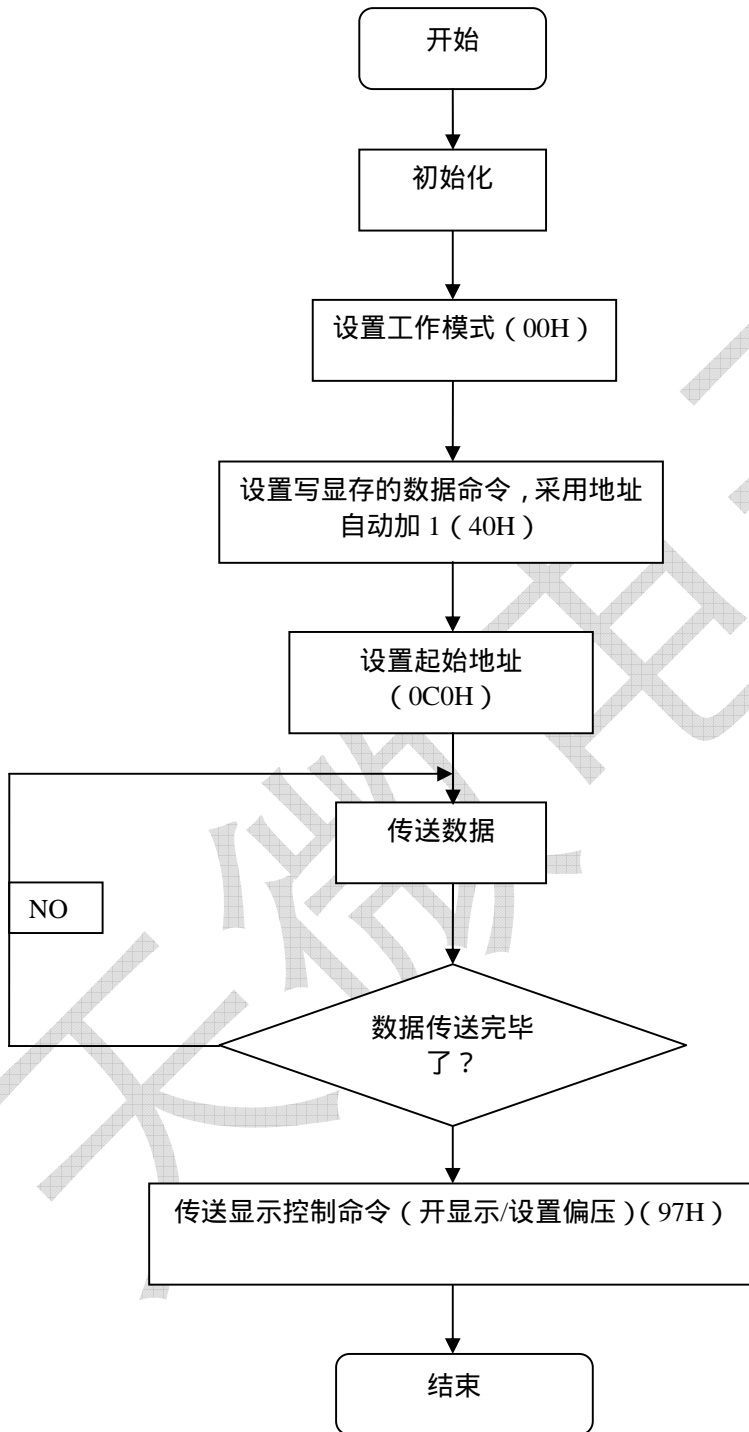 开始
初始化
设置工作模式（00H）
设置写显存的数据命令，采用地址
自动加 1（40H）
设置起始地址
（0C0H）
传送数据
NO
数据传送完毕
了？
传送显示控制命令（开显示/设置偏压）（97H）
结束
天微电